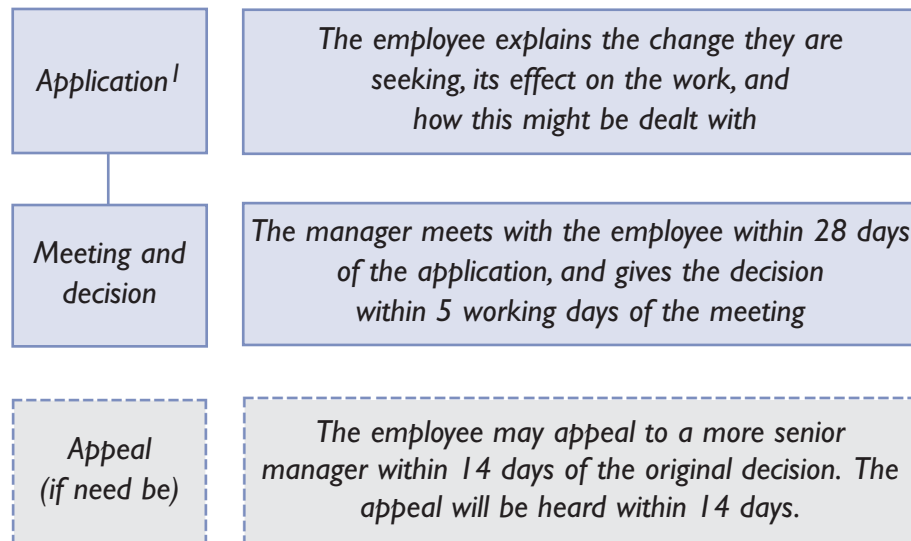 Application¹
The employee explains the change they are
seeking, its effect on the work, and
how this might be dealt with
Meeting and
decision
The manager meets with the employee within 28 days
of the application, and gives the decision
within 5 working days of the meeting
Appeal
(if need be)
The employee may appeal to a more senior
manager within 14 days of the original decision. The
appeal will be heard within 14 days.